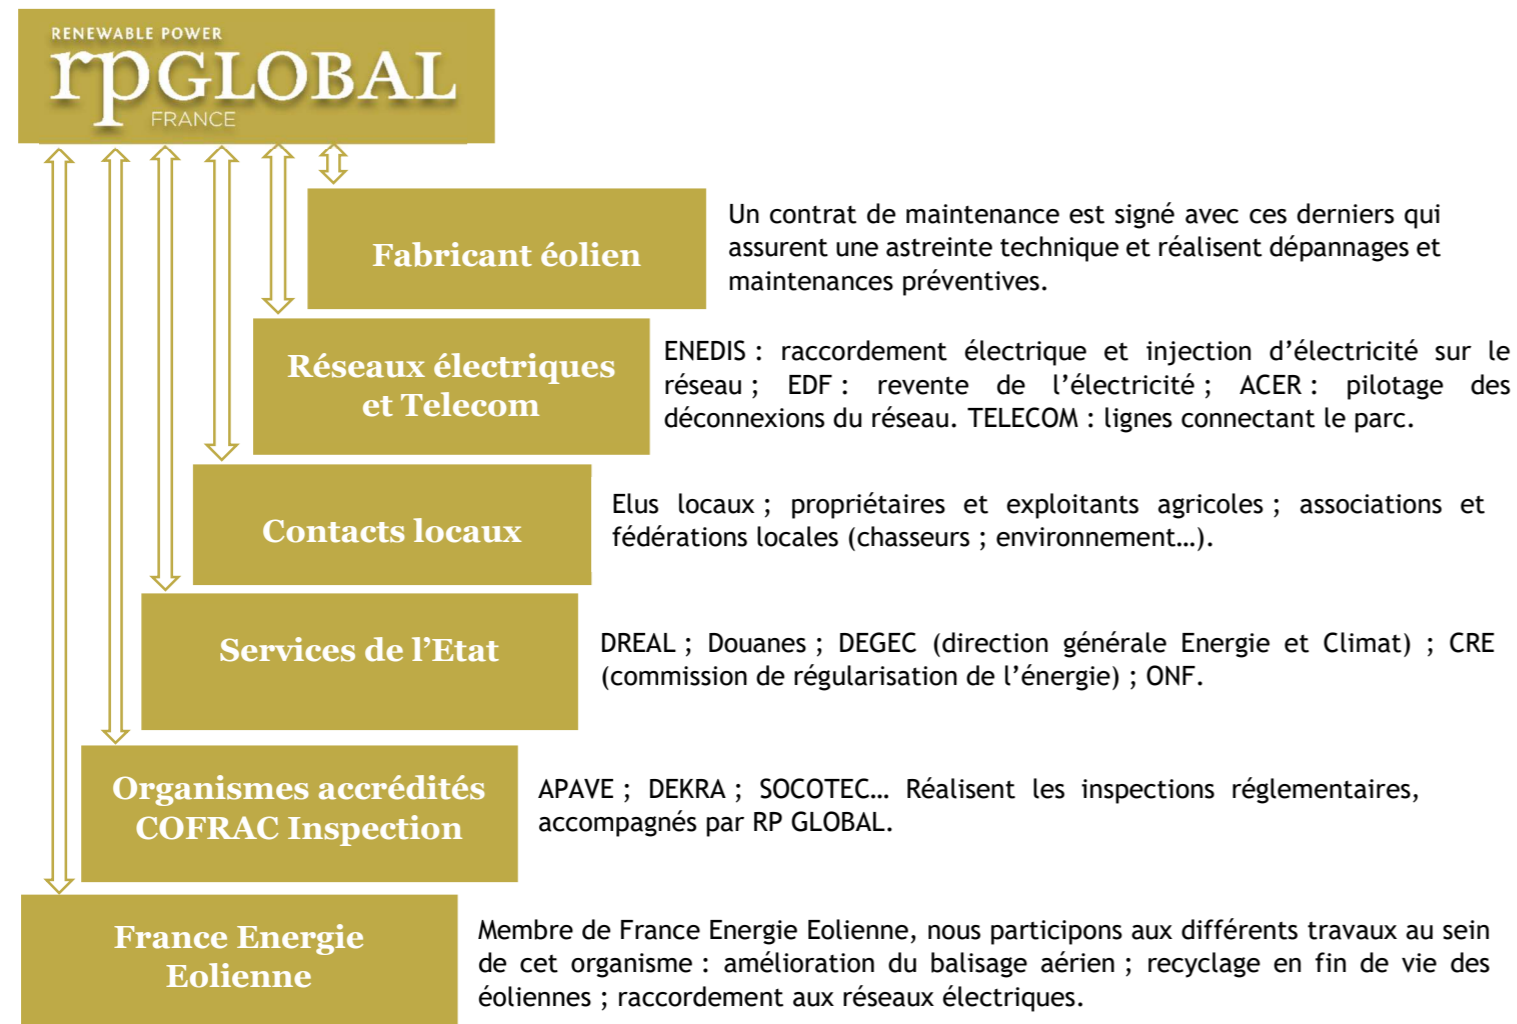 RENEWABLE POWER
rpGLOBAL
FRANCE
Fabricant éolien
Un contrat de maintenance est signé avec ces derniers qui
assurent une astreinte technique et réalisent dépannages et
maintenances préventives.
Réseaux électriques
et Telecom
ENEDIS : raccordement électrique et injection d’électricité sur le
réseau ; EDF : revente de l’électricité ; ACER : pilotage des
déconnexions du réseau. TELECOM : lignes connectant le parc.
Contacts locaux
Elus locaux ; propriétaires et exploitants agricoles ; associations et
fédérations locales (chasseurs ; environnement…).
Services de l’Etat
DREAL ; Douanes ; DEGEC (direction générale Energie et Climat) ; CRE
(commission de régularisation de l’énergie) ; ONF.
Organismes accrédités
COFRAC Inspection
APAVE ; DEKRA ; SOCOTEC… Réalisent les inspections réglementaires,
accompagnés par RP GLOBAL.
France Energie
Eolienne
Membre de France Energie Eolienne, nous participons aux différents travaux au sein
de cet organisme : amélioration du balisage aérien ; recyclage en fin de vie des
éoliennes ; raccordement aux réseaux électriques.